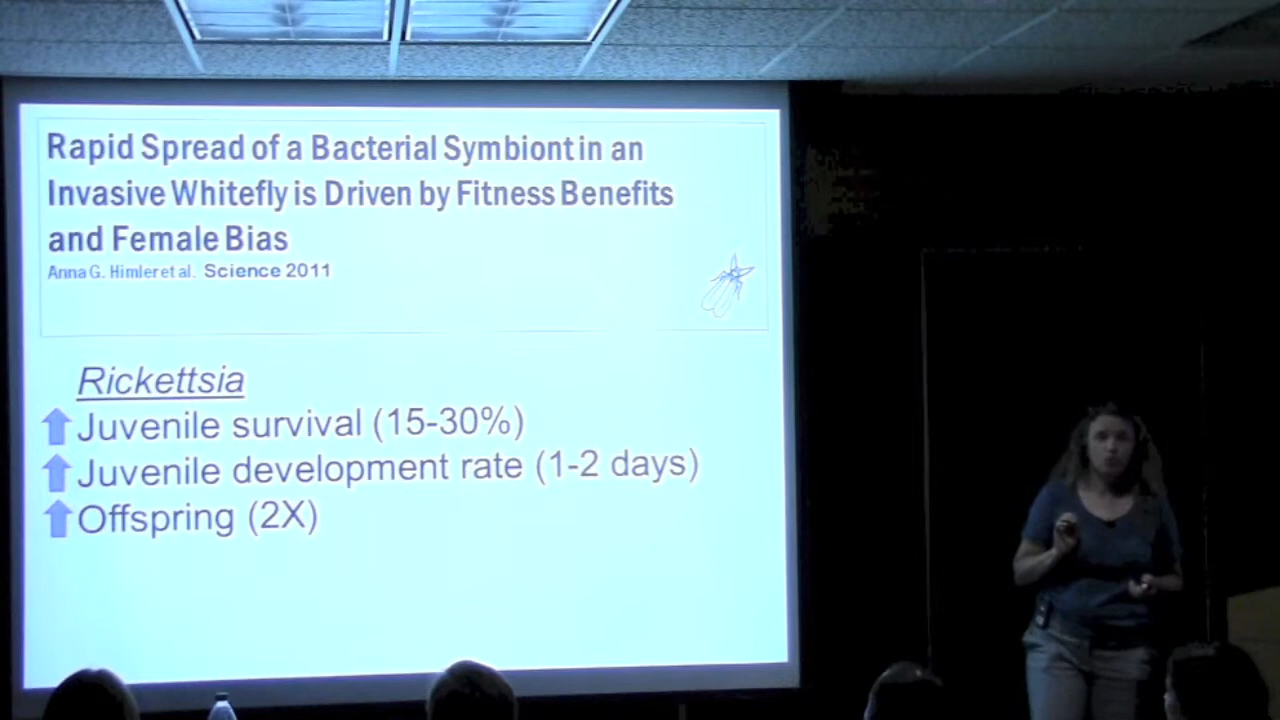 Rapid Spread of a Bacterial Symbiont in an
Invasive Whitefly is Driven by Fitness Benefits
and Female Bias
Anna G. Himler et al. Science 2011
Rickettsia
Juvenile survival (15-30%)
Juvenile development rate (1-2 days)
Offspring (2X)